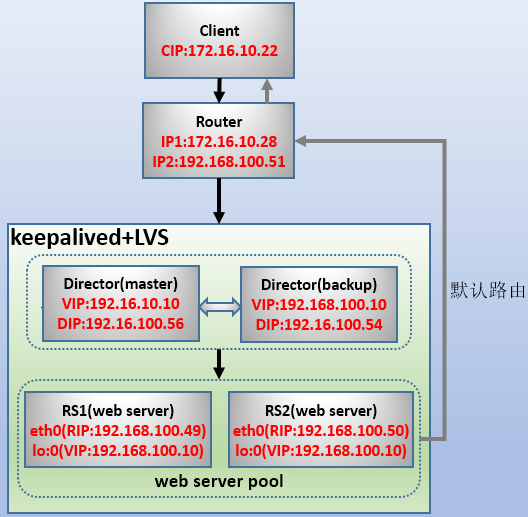 Client
CIP:172.16.10.22
Router
IP1:172.16.10.28
IP2:192.168.100.51
keepalived+LVS
Director(master)
VIP:192.16.10.10
DIP:192.16.100.56
Director(backup)
VIP:192.168.100.10
DIP:192.16.100.54
默认路由
RS1(web server)
eth0(RIP:192.168.100.49)
lo:0(VIP:192.168.100.10)
RS2(web server)
eth0(RIP:192.168.100.50)
lo:0(VIP:192.168.100.10)
web server pool